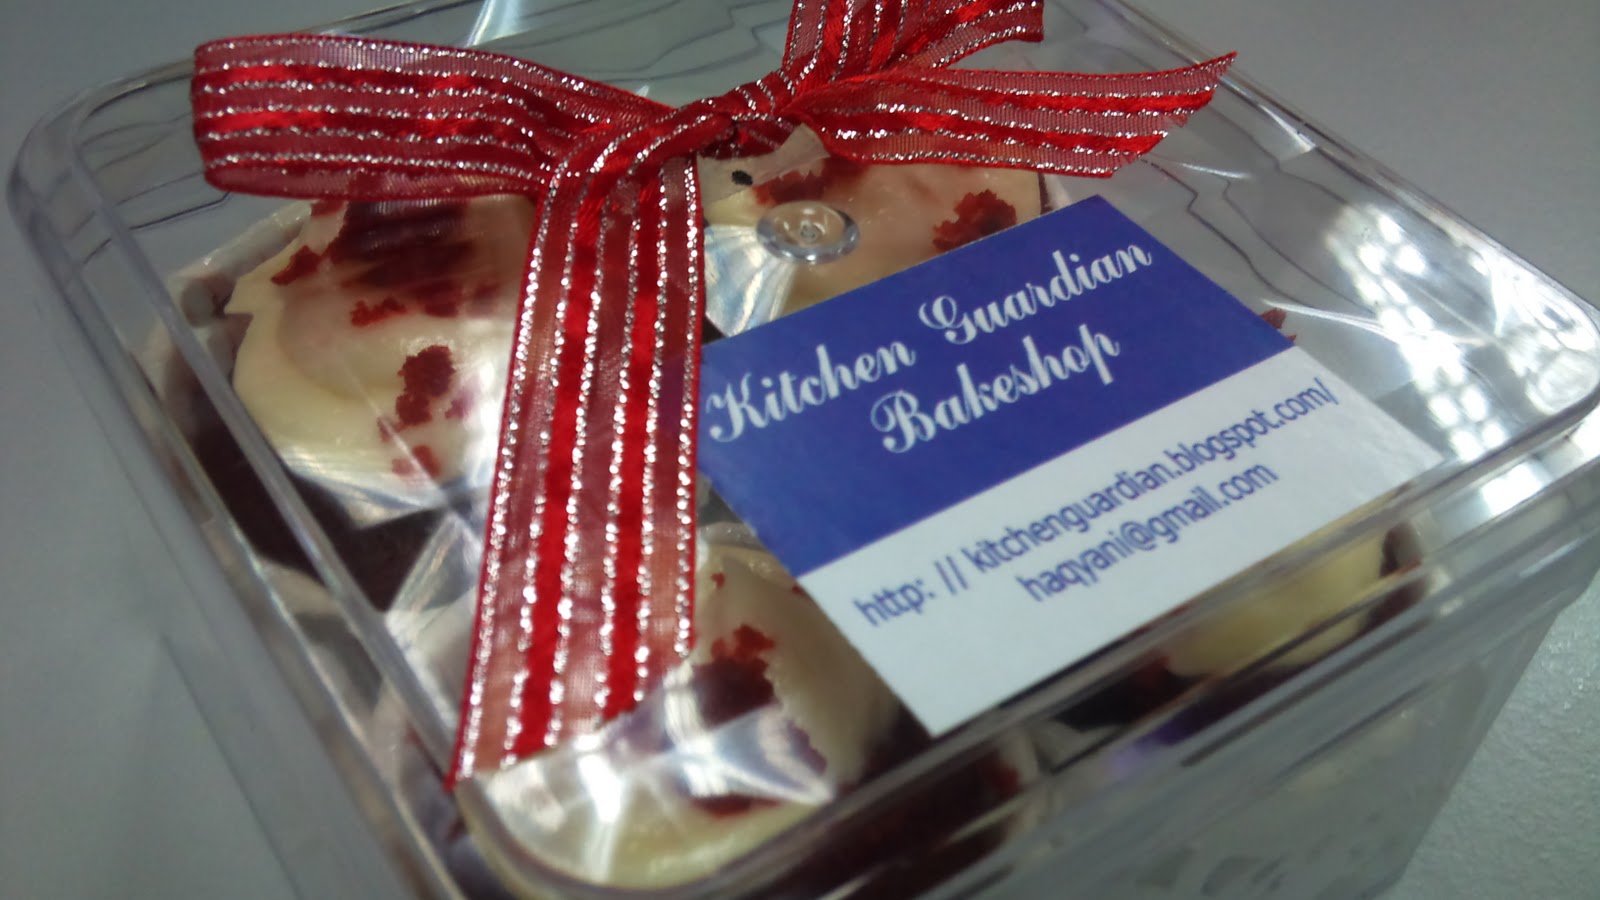 Kitchen Guardian
Bakeshop
http: // kitchenguardian.blogspot.com/
haqyani@gmail.com